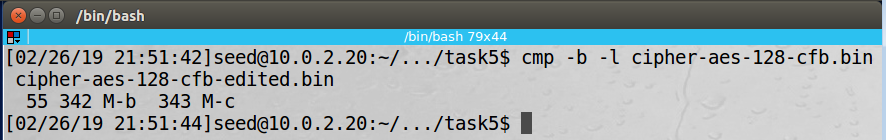 /bin/bash
/bin/bash 79x44
[02/26/19 21:51:42]seed@10.0.2.20:~/.../task5$ cmp -b -l cipher-aes-128-cfb.bin
 cipher-aes-128-cfb-edited.bin
  55 342 M-b  343 M-c
[02/26/19 21:51:44]seed@10.0.2.20:~/.../task5$